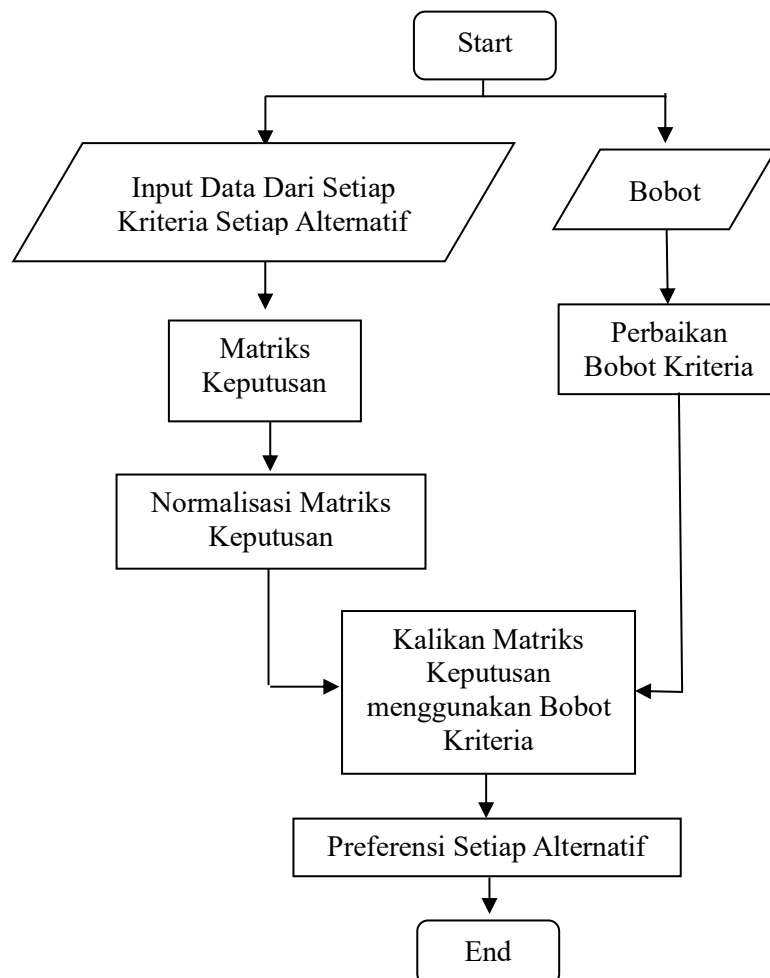 Start
Input Data Dari Setiap
Kriteria Setiap Alternatif
Bobot
Matriks
Keputusan
Perbaikan
Bobot Kriteria
Normalisasi Matriks
Keputusan
Kalikan Matriks
Keputusan
menggunakan Bobot
Kriteria
Preferensi Setiap Alternatif
End